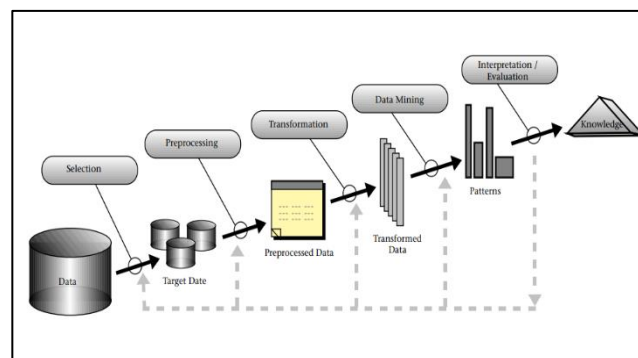 Interpretation /
Evaluation
Data Mining
Knowledge
Transformation
Preprocessing
Patterns
Selection
Transformed
Data
Preprocessed Data
Data
Target Date